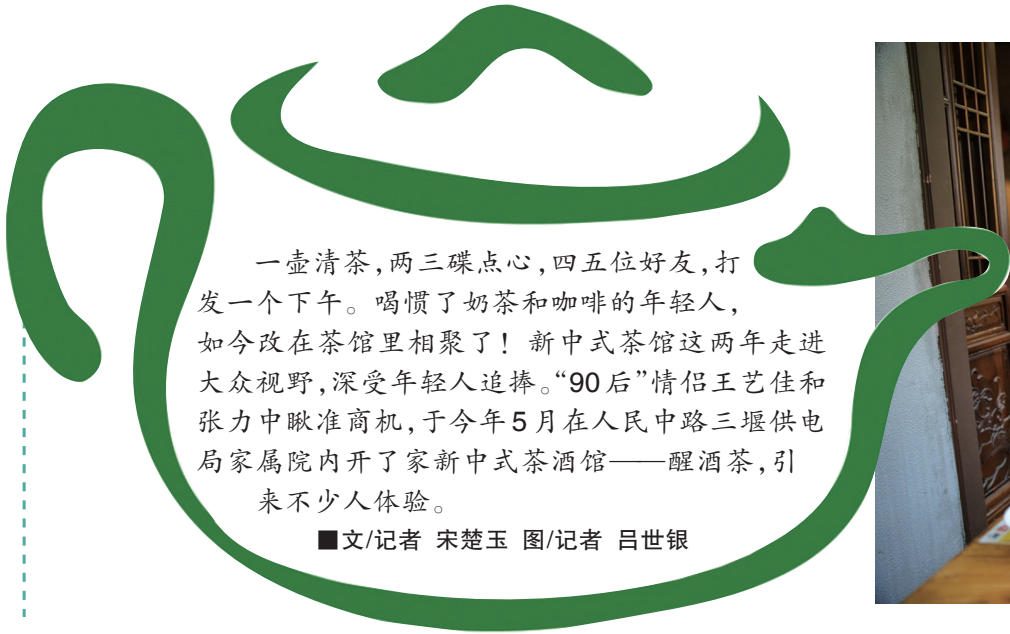 一壶清茶,两三碟点心,四五位好友,打
发一个下午。喝惯了奶茶和咖啡的年轻人,
如今改在茶馆里相聚了!新中式茶馆这两年走进
大众视野,深受年轻人追捧。“90后”情侣王艺佳和
张力中瞅准商机,于今年5月在人民中路三堰供电
局家属院内开了家新中式茶酒馆——醒酒茶,引
来不少人体验。
■文/记者 宋楚玉 图/记者 吕世银